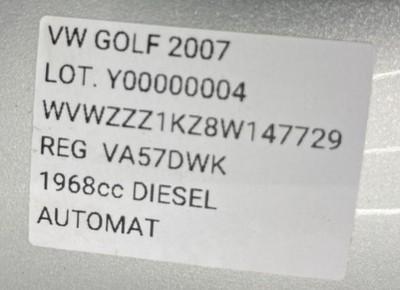 VW GOLF 2007
LOT. Y00000004
WVWZZZ1KZ8W147729
REG VA57DWK
1968cc DIESEL
AUTOMAT